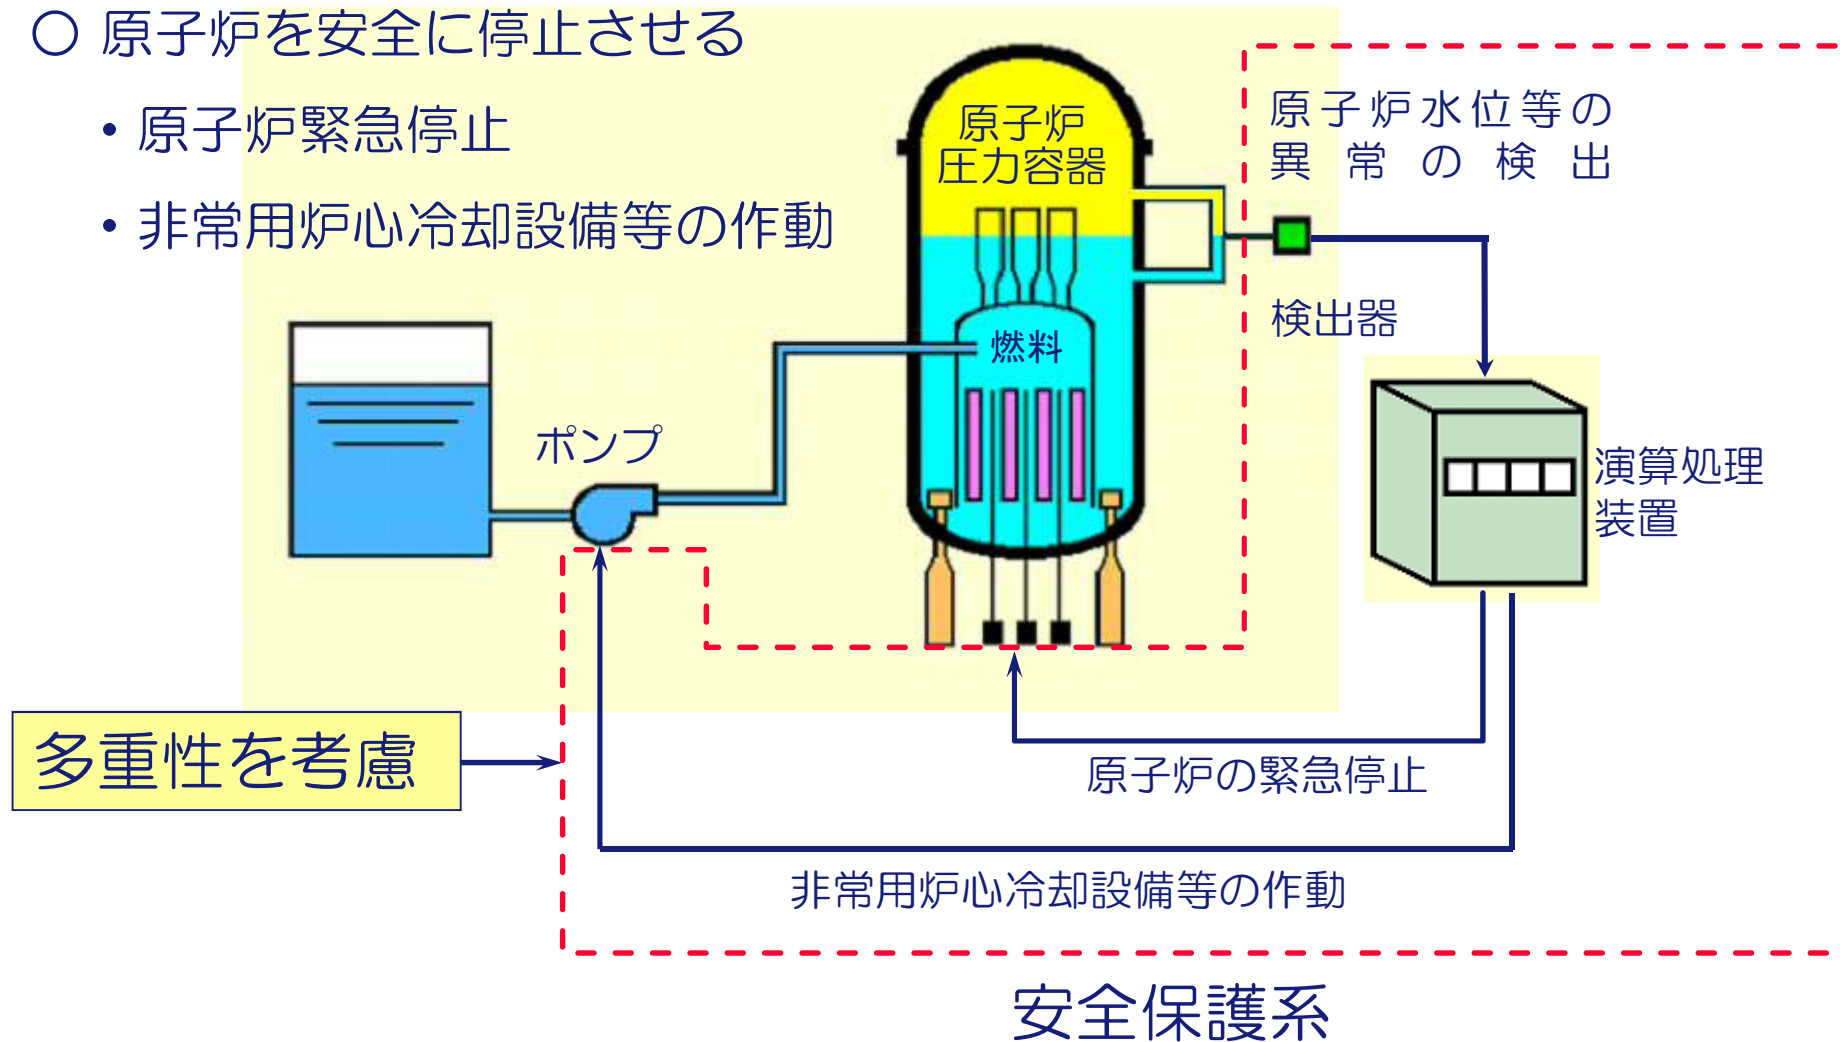 ○ 原子炉を安全に停止させる
・原子炉緊急停止
・非常用炉心冷却設備等の作動
原子炉
圧力容器
原子炉水位等の
異常の検出
検出器
燃料
ポンプ
演算処理
装置
多重性を考慮
原子炉の緊急停止
非常用炉心冷却設備等の作動
安全保護系